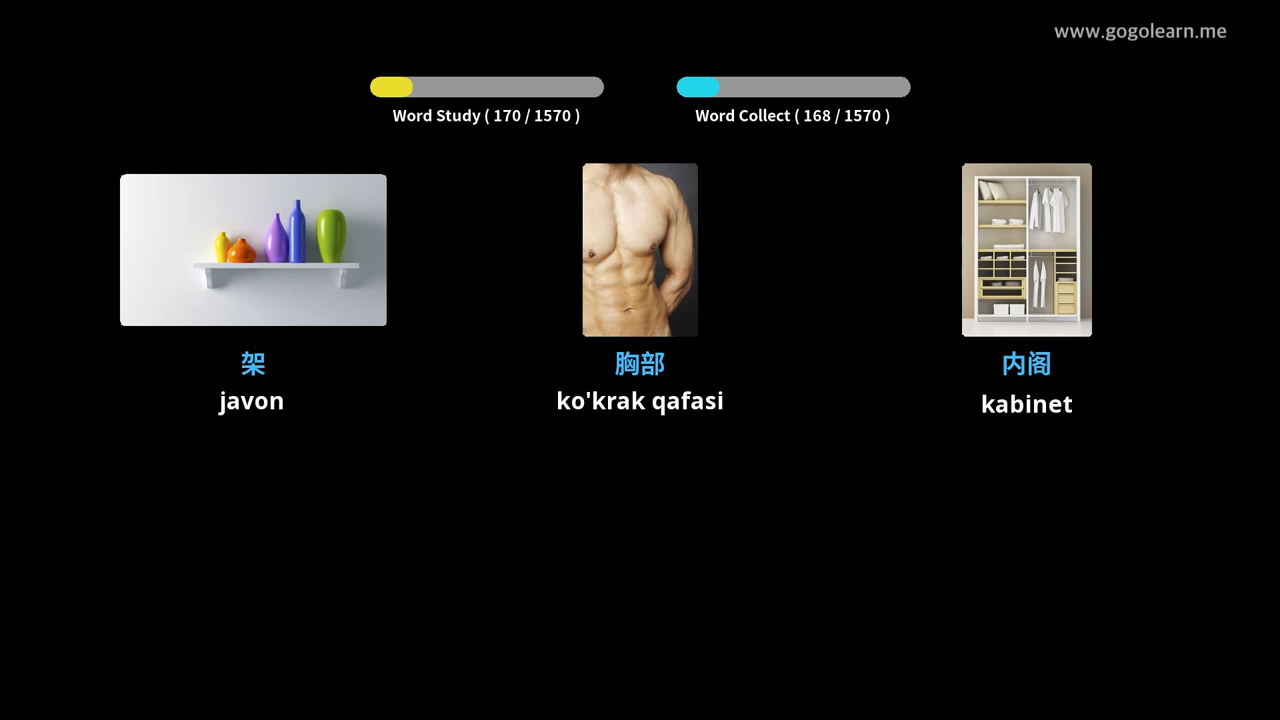 www.gogolearn.me
Word Study ( 170 / 1570 )
Word Collect ( 168 / 1570 )
架
胸部
内阁
javon
ko'krak qafasi
kabinet